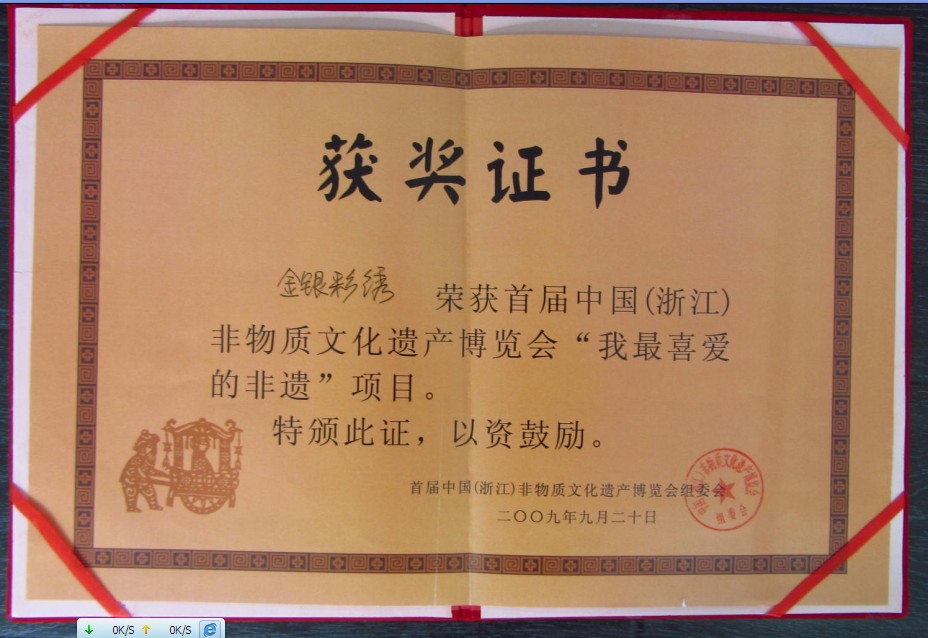 获奖证书
金银彩绣 荣获首届中国(浙江)
非物质文化遗产博览会“我最喜爱
的非遗”项目。
特颁此证，以资鼓励。
首届中国(浙江)非物质文化遗产博览会组委会
二〇〇九年九月二十日
0K/S 0K/S